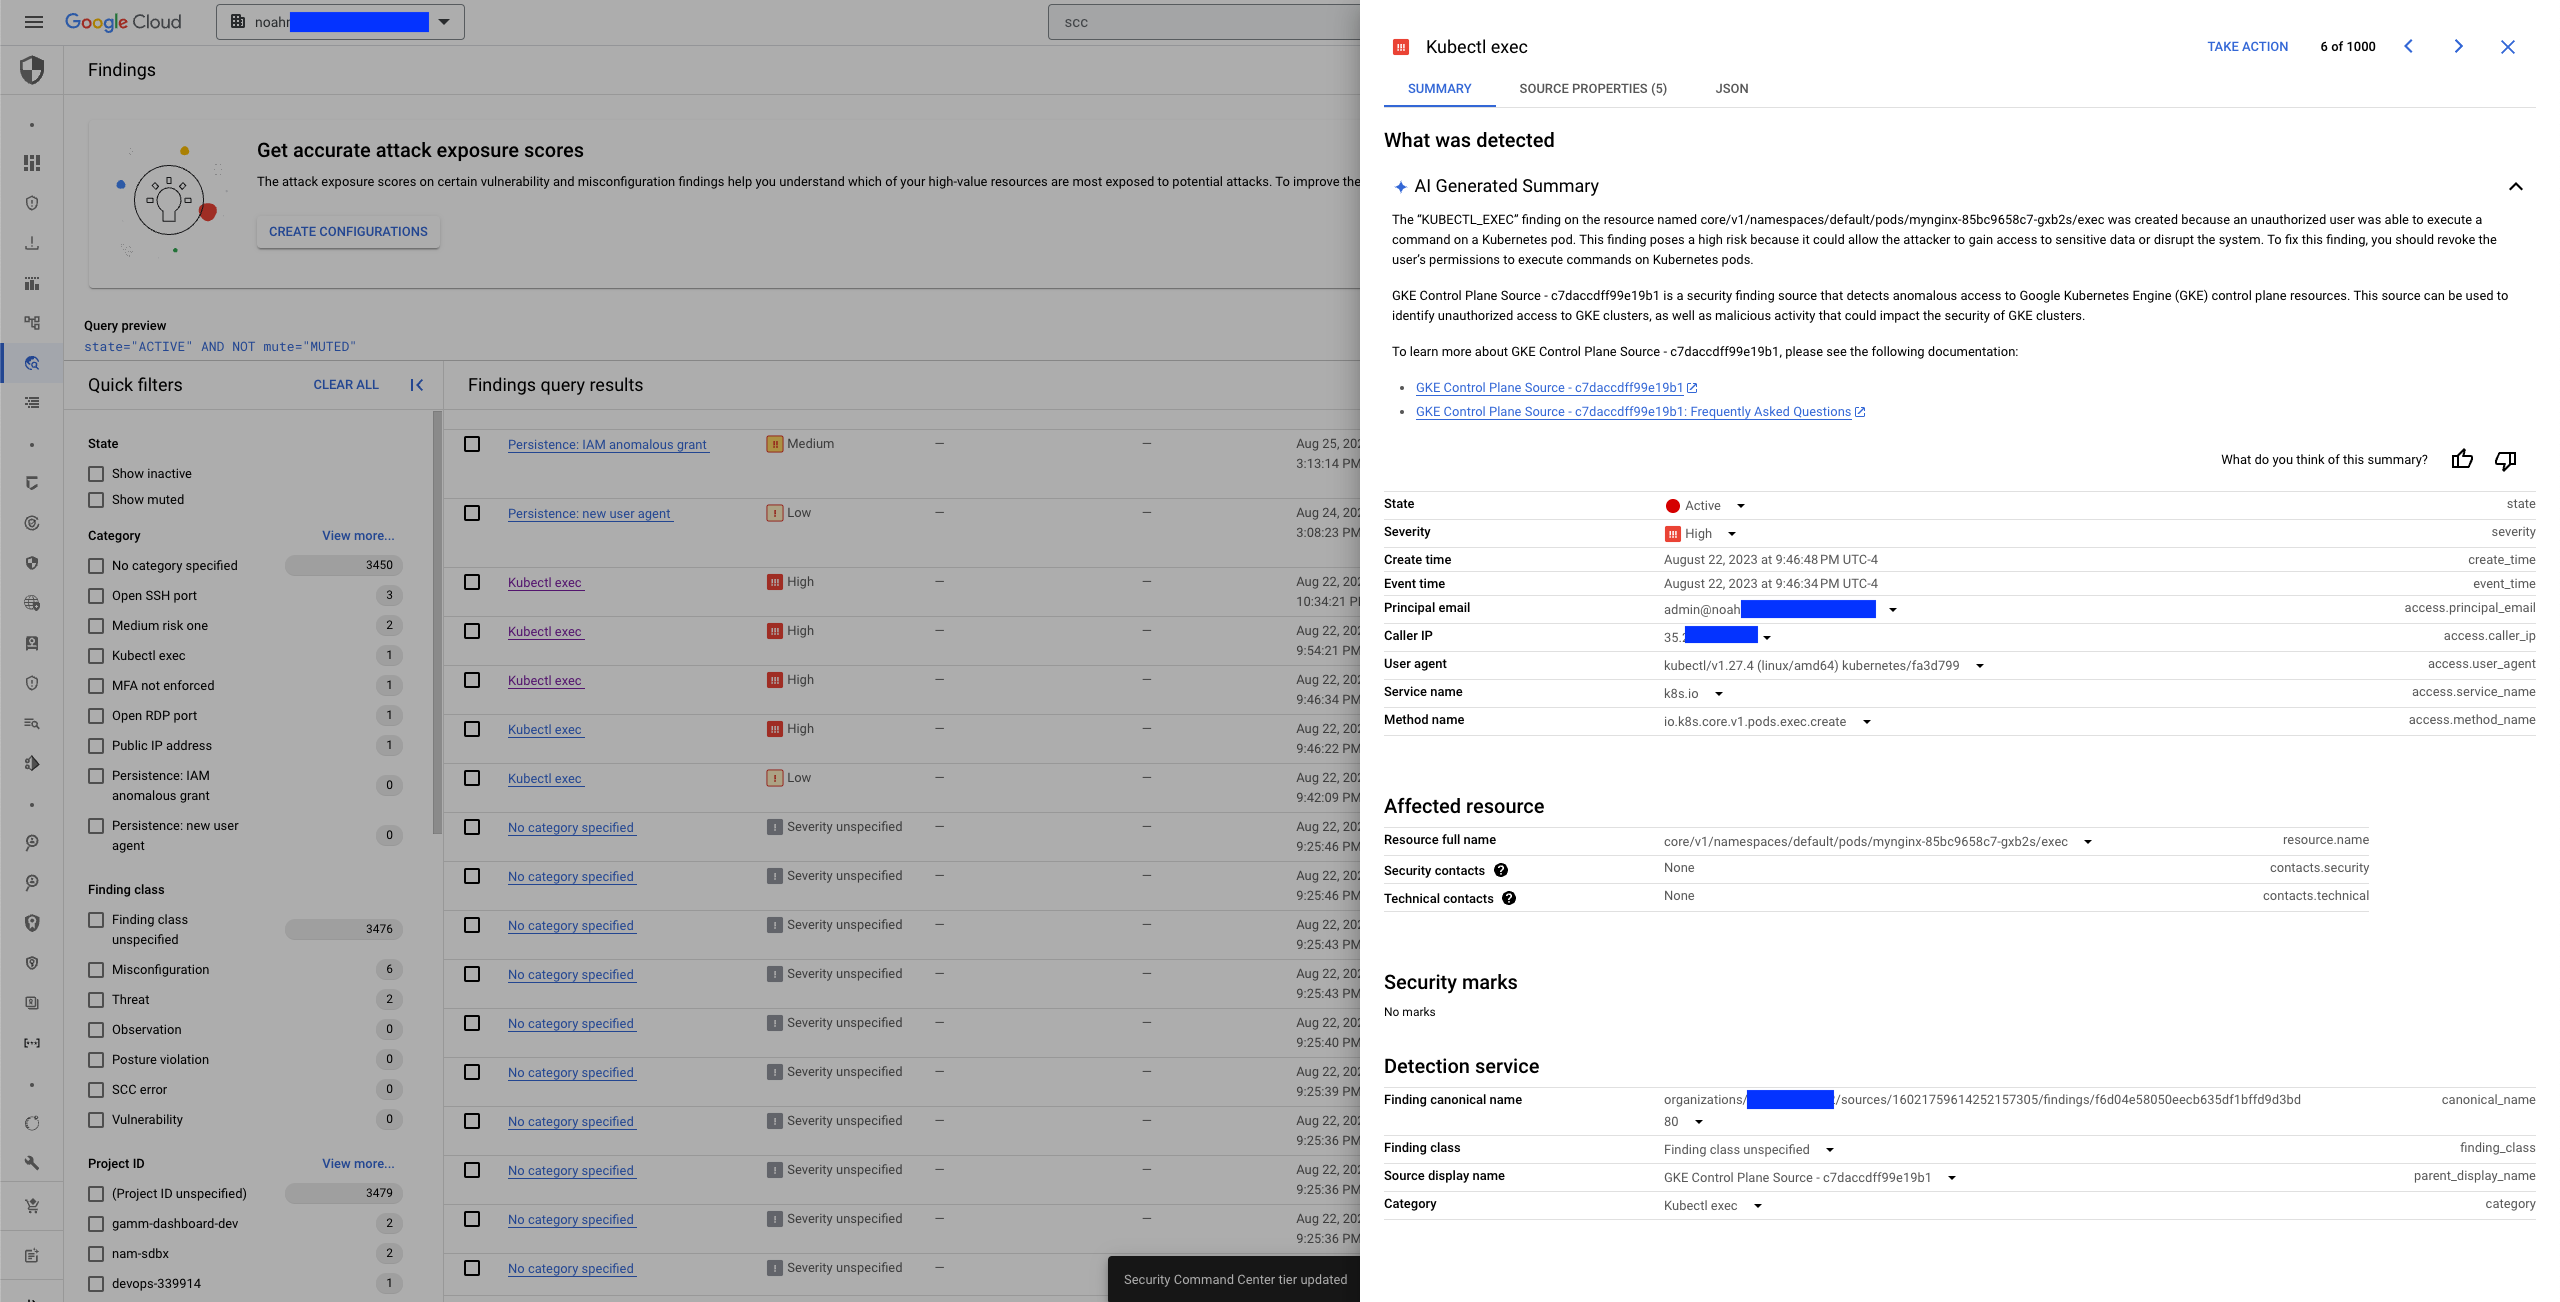 Google Cloud
noahr
scc
Findings
Get accurate attack exposure scores
The attack exposure scores on certain vulnerability and misconfiguration findings help you understand which of your high-value resources are most exposed to potential attacks. To improve the
CREATE CONFIGURATIONS
Query preview
state="ACTIVE" AND NOT mute="MUTED"
Quick filters
CLEAR ALL
State
Show inactive
Show muted
Category
View more...
No category specified 3450
Open SSH port 3
Medium risk one 2
Kubectl exec 1
MFA not enforced 1
Open RDP port 1
Public IP address 1
Persistence: IAM
anomalous grant 0
Persistence: new user
agent 0
Finding class
Finding class
unspecified 3476
Misconfiguration 6
Threat 2
Observation 0
Posture violation 0
SCC error 0
Vulnerability 0
Project ID
View more...
(Project ID unspecified) 3479
gamm-dashboard-dev 2
nam-sdbx 2
devops-339914 1
Findings query results
Persistence: IAM anomalous grant Medium — — Aug 25, 202
3:13:14 PM
Persistence: new user agent Low — — Aug 24, 202
3:08:23 PM
Kubectl exec High — — Aug 22, 202
10:34:21 P
Kubectl exec High — — Aug 22, 202
9:54:21 PM
Kubectl exec High — — Aug 22, 202
9:46:34 PM
Kubectl exec High — — Aug 22, 202
9:46:22 PM
Kubectl exec Low — — Aug 22, 202
9:42:09 PM
No category specified Severity unspecified — — Aug 22, 202
9:25:46 PM
No category specified Severity unspecified — — Aug 22, 202
9:25:46 PM
No category specified Severity unspecified — — Aug 22, 202
9:25:43 PM
No category specified Severity unspecified — — Aug 22, 202
9:25:43 PM
No category specified Severity unspecified — — Aug 22, 202
9:25:40 PM
No category specified Severity unspecified — — Aug 22, 202
9:25:39 PM
No category specified Severity unspecified — — Aug 22, 202
9:25:36 PM
No category specified Severity unspecified — — Aug 22, 202
9:25:36 PM
No category specified Severity unspecified — — Aug 22, 202
9:25:36 PM
No category specified Severity unspecified —
Security Command Center tier updated
Kubectl exec
TAKE ACTION
6 of 1000
SUMMARY
SOURCE PROPERTIES (5)
JSON
What was detected
AI Generated Summary
The “KUBECTL_EXEC” finding on the resource named core/v1/namespaces/default/pods/mynginx-85bc9658c7-gxb2s/exec was created because an unauthorized user was able to execute a
command on a Kubernetes pod. This finding poses a high risk because it could allow the attacker to gain access to sensitive data or disrupt the system. To fix this finding, you should revoke the
user’s permissions to execute commands on Kubernetes pods.
GKE Control Plane Source - c7daccdff99e19b1 is a security finding source that detects anomalous access to Google Kubernetes Engine (GKE) control plane resources. This source can be used to
identify unauthorized access to GKE clusters, as well as malicious activity that could impact the security of GKE clusters.
To learn more about GKE Control Plane Source - c7daccdff99e19b1, please see the following documentation:
• GKE Control Plane Source - c7daccdff99e19b1
• GKE Control Plane Source - c7daccdff99e19b1: Frequently Asked Questions
What do you think of this summary?
State Active state
Severity High severity
Create time August 22, 2023 at 9:46:48 PM UTC-4 create_time
Event time August 22, 2023 at 9:46:34 PM UTC-4 event_time
Principal email admin@noah access.principal_email
Caller IP 35.2 access.caller_ip
User agent kubectl/v1.27.4 (linux/amd64) kubernetes/fa3d799 access.user_agent
Service name k8s.io access.service_name
Method name io.k8s.core.v1.pods.exec.create access.method_name
Affected resource
Resource full name core/v1/namespaces/default/pods/mynginx-85bc9658c7-gxb2s/exec resource.name
Security contacts None contacts.security
Technical contacts None contacts.technical
Security marks
No marks
Detection service
Finding canonical name organizations/ /sources/16021759614252157305/findings/f6d04e58050eecb635df1bffd9d3bd canonical_name
80
Finding class Finding class unspecified finding_class
Source display name GKE Control Plane Source - c7daccdff99e19b1 parent_display_name
Category Kubectl exec category